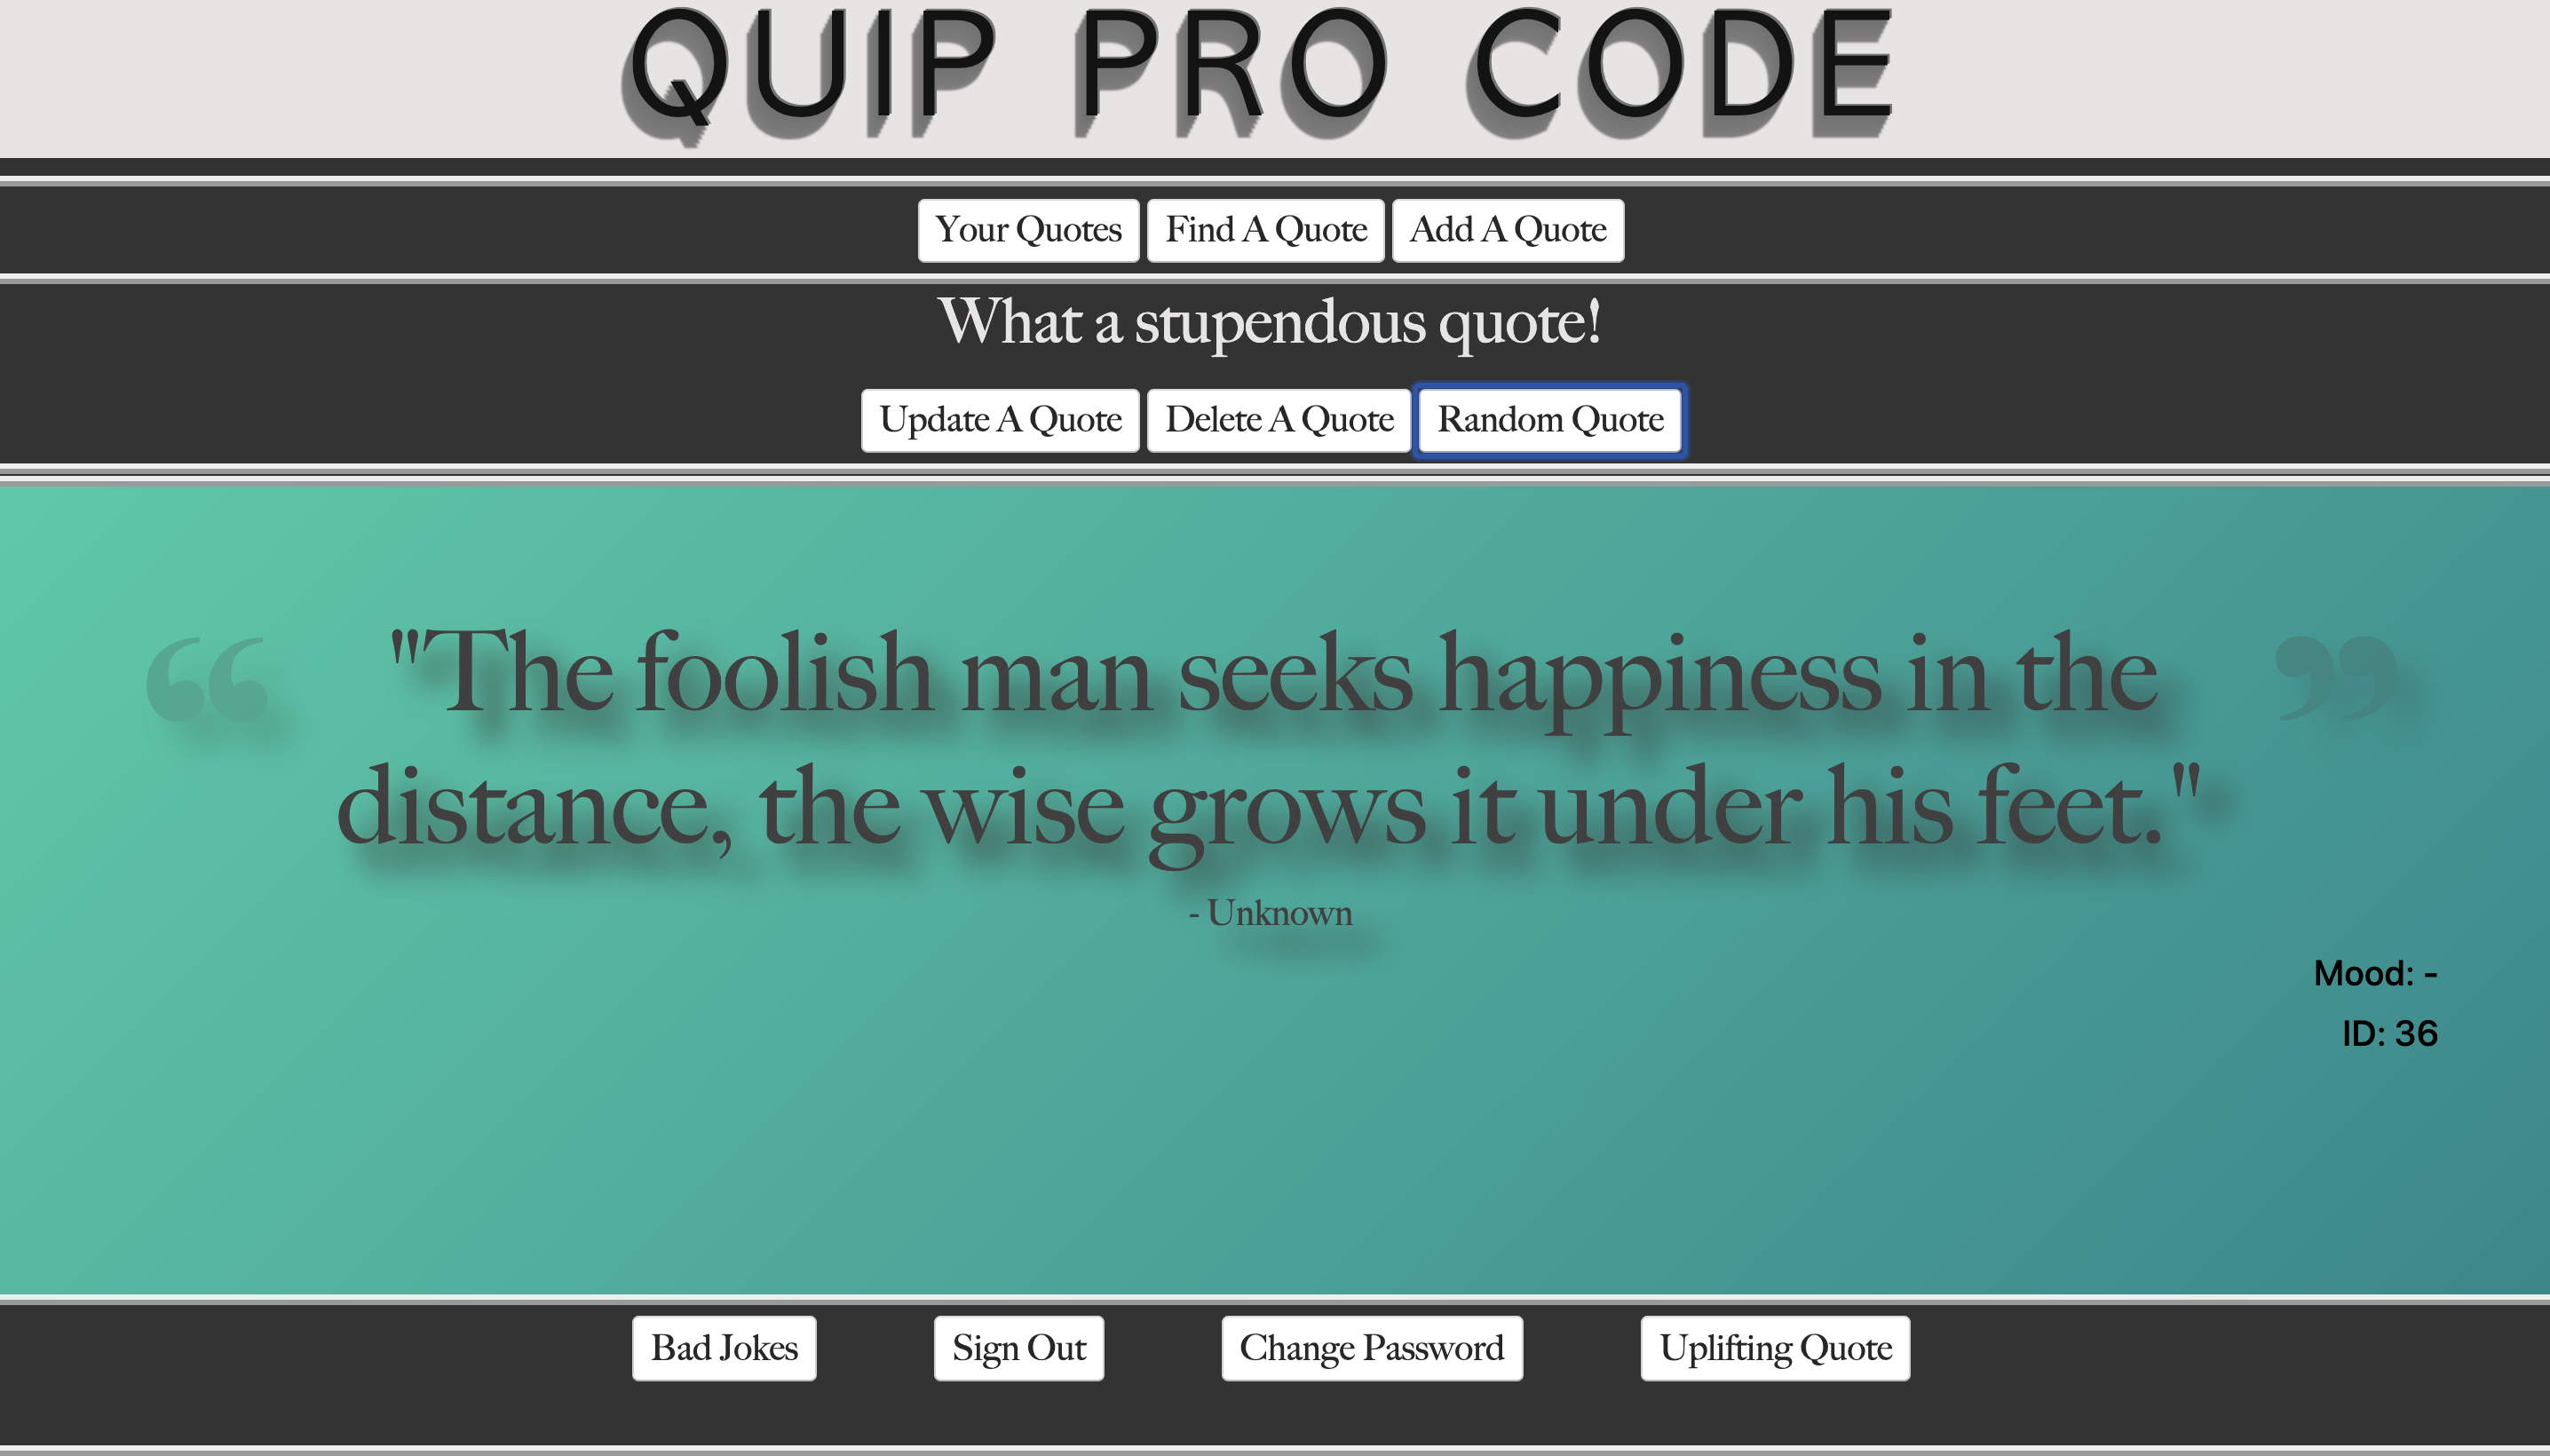 QUIP PRO CODE
Your Quotes Find A Quote Add A Quote
What a stupendous quote!
Update A Quote Delete A Quote Random Quote
“ "The foolish man seeks happiness in the ”
distance, the wise grows it under his feet."
- Unknown
Mood: -
ID: 36
Bad Jokes Sign Out Change Password Uplifting Quote